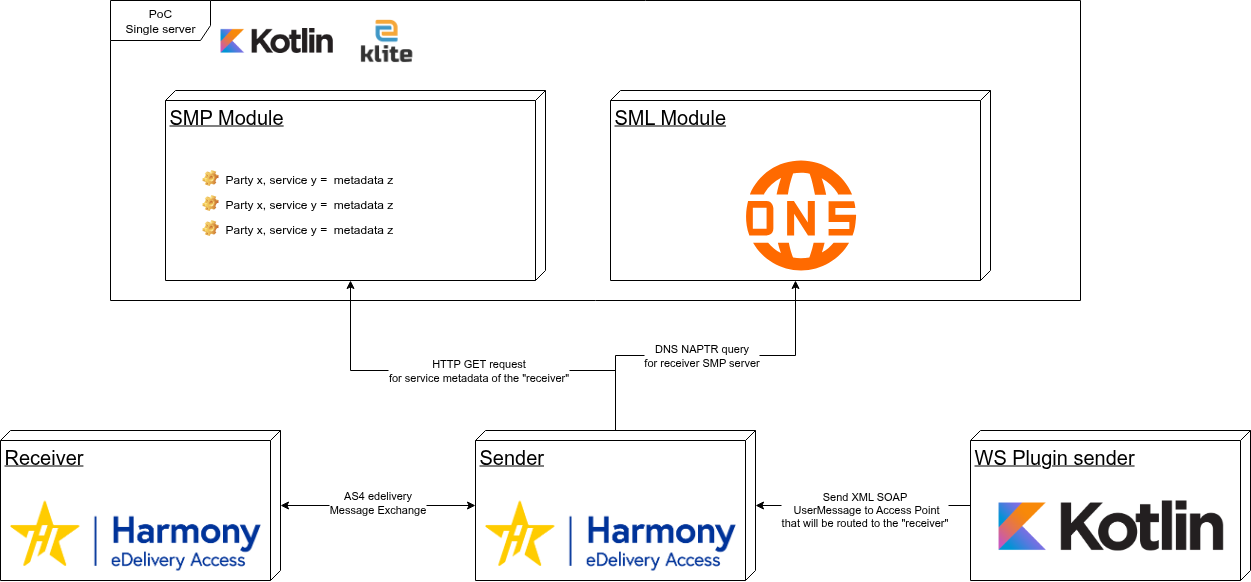 PoC
Single server
Kotlin
klite
SMP Module
Party x, service y =  metadata z
Party x, service y =  metadata z
Party x, service y =  metadata z
SML Module
DNS
HTTP GET request
for service metadata of the "receiver"
DNS NAPTR query
for receiver SMP server
Receiver
Harmony
eDelivery Access
AS4 edelivery
Message Exchange
Sender
Harmony
eDelivery Access
Send XML SOAP
UserMessage to Access Point
that will be routed to the "receiver"
WS Plugin sender
Kotlin